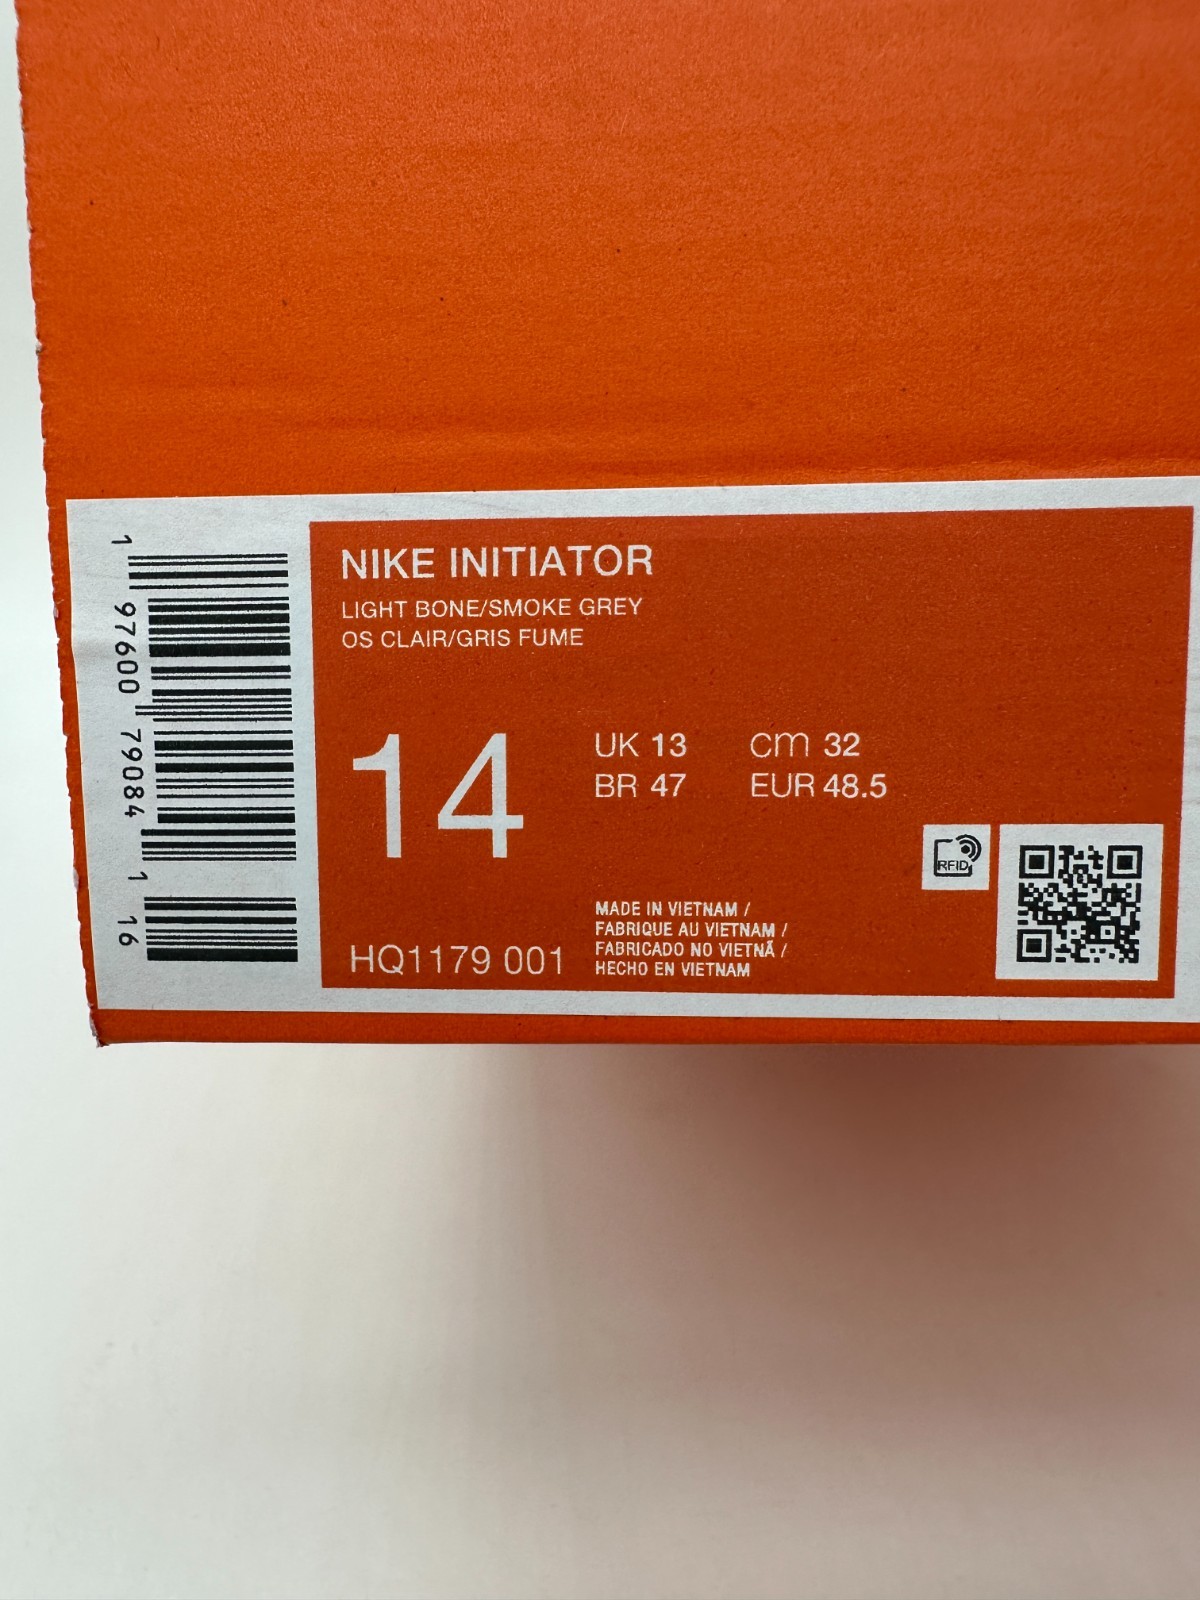 NIKE INITIATOR
LIGHT BONE/SMOKE GREY
OS CLAIR/GRIS FUME
14
UK 13
cm 32
BR 47
EUR 48.5
RFID
HQ1179 001
MADE IN VIETNAM /
FABRIQUE AU VIETNAM /
FABRICADO NO VIETNÃ /
HECHO EN VIETNAM
1 97600 79084 1 16